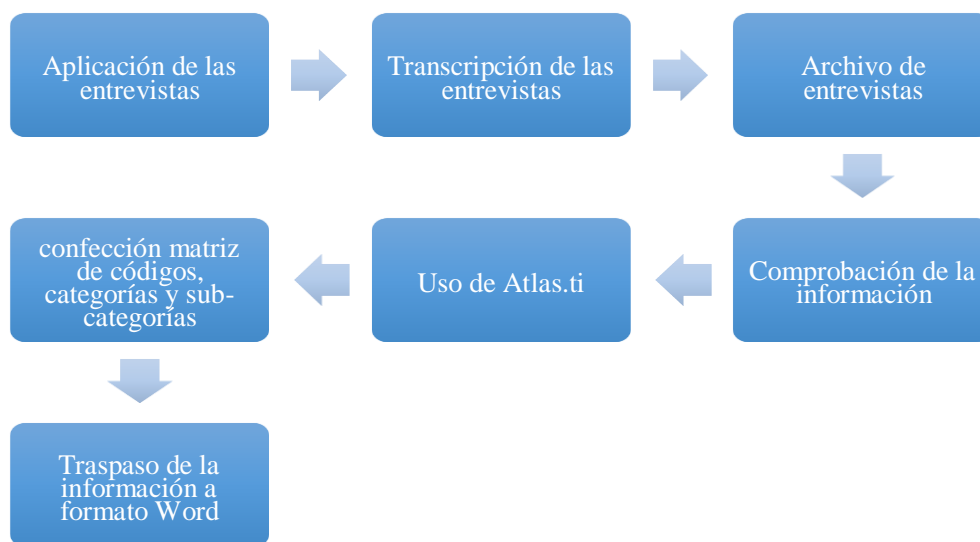 Aplicación de las
entrevistas
Transcripción de las
entrevistas
Archivo de
entrevistas
Comprobación de la
información
Uso de Atlas.ti
confección matriz
de códigos,
categorías y sub-
categorías
Traspaso de la
información a
formato Word